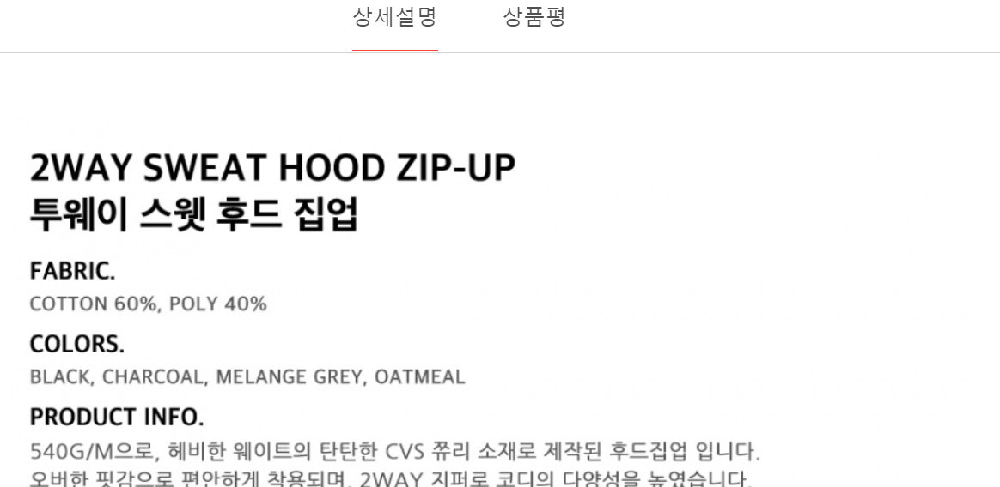 상세설명 상품평
2WAY SWEAT HOOD ZIP-UP
투웨이 스웻 후드 집업
FABRIC.
COTTON 60%, POLY 40%
COLORS.
BLACK, CHARCOAL, MELANGE GREY, OATMEAL
PRODUCT INFO.
540G/M으로, 헤비한 웨이트의 탄탄한 CVS 쮸리 소재로 제작된 후드집업 입니다.
오버한 핏감으로 편안하게 착용되며, 2WAY 지퍼로 코디의 다양성을 높였습니다.